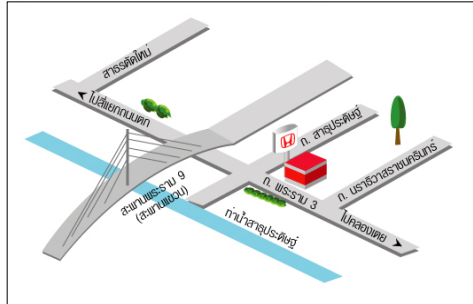 สาธรตัดใหม่
ไปสี่แยกถนนตก
ถ. สาธุประดิษฐ์
ถ. นราธิวาสราชนครินทร์
ถ. พระราม 3
ไปคลองเตย
สะพานพระราม 9
(สะพานแขวน)
ท่าน้ำสาธุประดิษฐ์